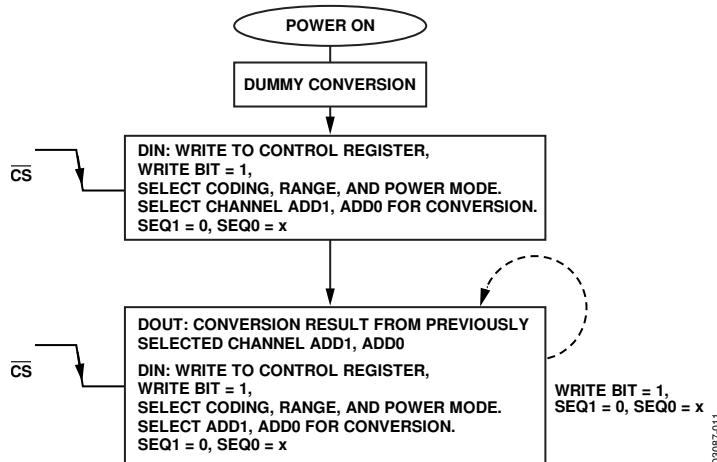 POWER ON
DUMMY CONVERSION
CS
DIN: WRITE TO CONTROL REGISTER,
WRITE BIT = 1,
SELECT CODING, RANGE, AND POWER MODE.
SELECT CHANNEL ADD1, ADD0 FOR CONVERSION.
SEQ1 = 0, SEQ0 = x
DOUT: CONVERSION RESULT FROM PREVIOUSLY
SELECTED CHANNEL ADD1, ADD0
CS
DIN: WRITE TO CONTROL REGISTER,
WRITE BIT = 1,
SELECT CODING, RANGE, AND POWER MODE.
SELECT ADD1, ADD0 FOR CONVERSION.
SEQ1 = 0, SEQ0 = x
WRITE BIT = 1,
SEQ1 = 0, SEQ0 = x
03087-011